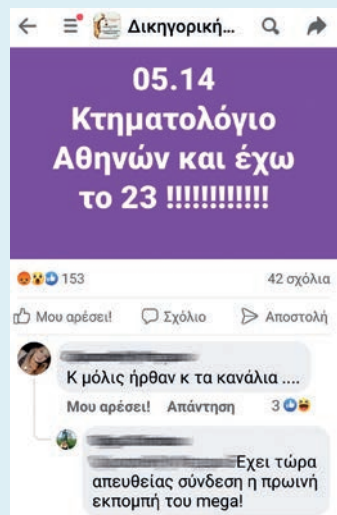 Δικηγορική...
05.14
Κτηματολόγιο
Αθηνών και έχω
το 23 !!!!!!!!!!!!
153
42 σχόλια
Μου αρέσει!
Σχόλιο
Αποστολή
Κ μόλις ήρθαν κ τα κανάλια ....
Μου αρέσει! Απάντηση 3
Έχει τώρα
απευθείας σύνδεση η πρωινή
εκπομπή του mega!